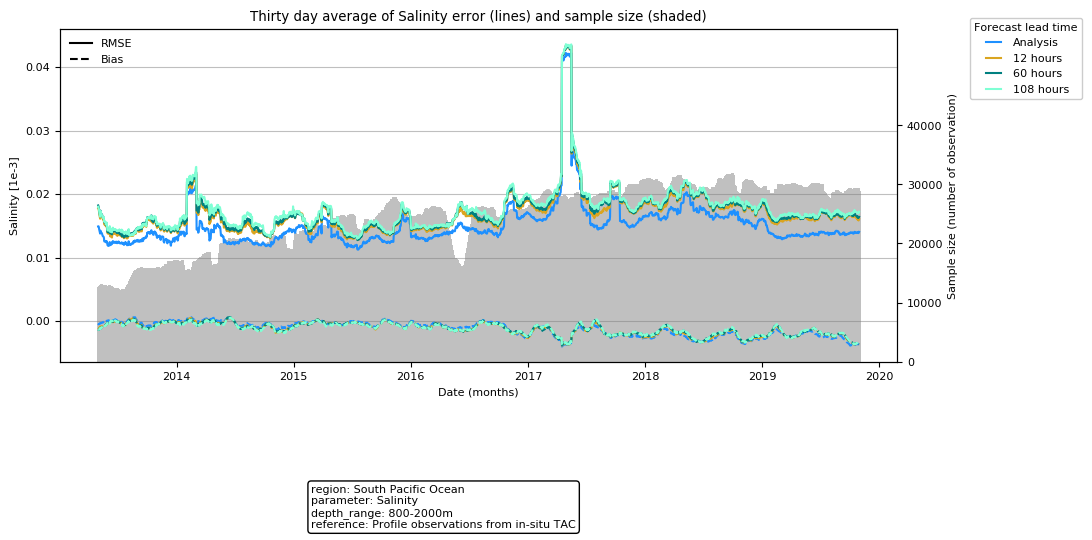 Thirty day average of Salinity error (lines) and sample size (shaded)
Forecast lead time
Analysis
12 hours
60 hours
108 hours
RMSE
Bias
Salinity [1e-3]
0.04
0.03
0.02
0.01
0.00
Sample size (number of observation)
40000
30000
20000
10000
0
2014 2015 2016 2017 2018 2019 2020
Date (months)
region: South Pacific Ocean
parameter: Salinity
depth_range: 800-2000m
reference: Profile observations from in-situ TAC